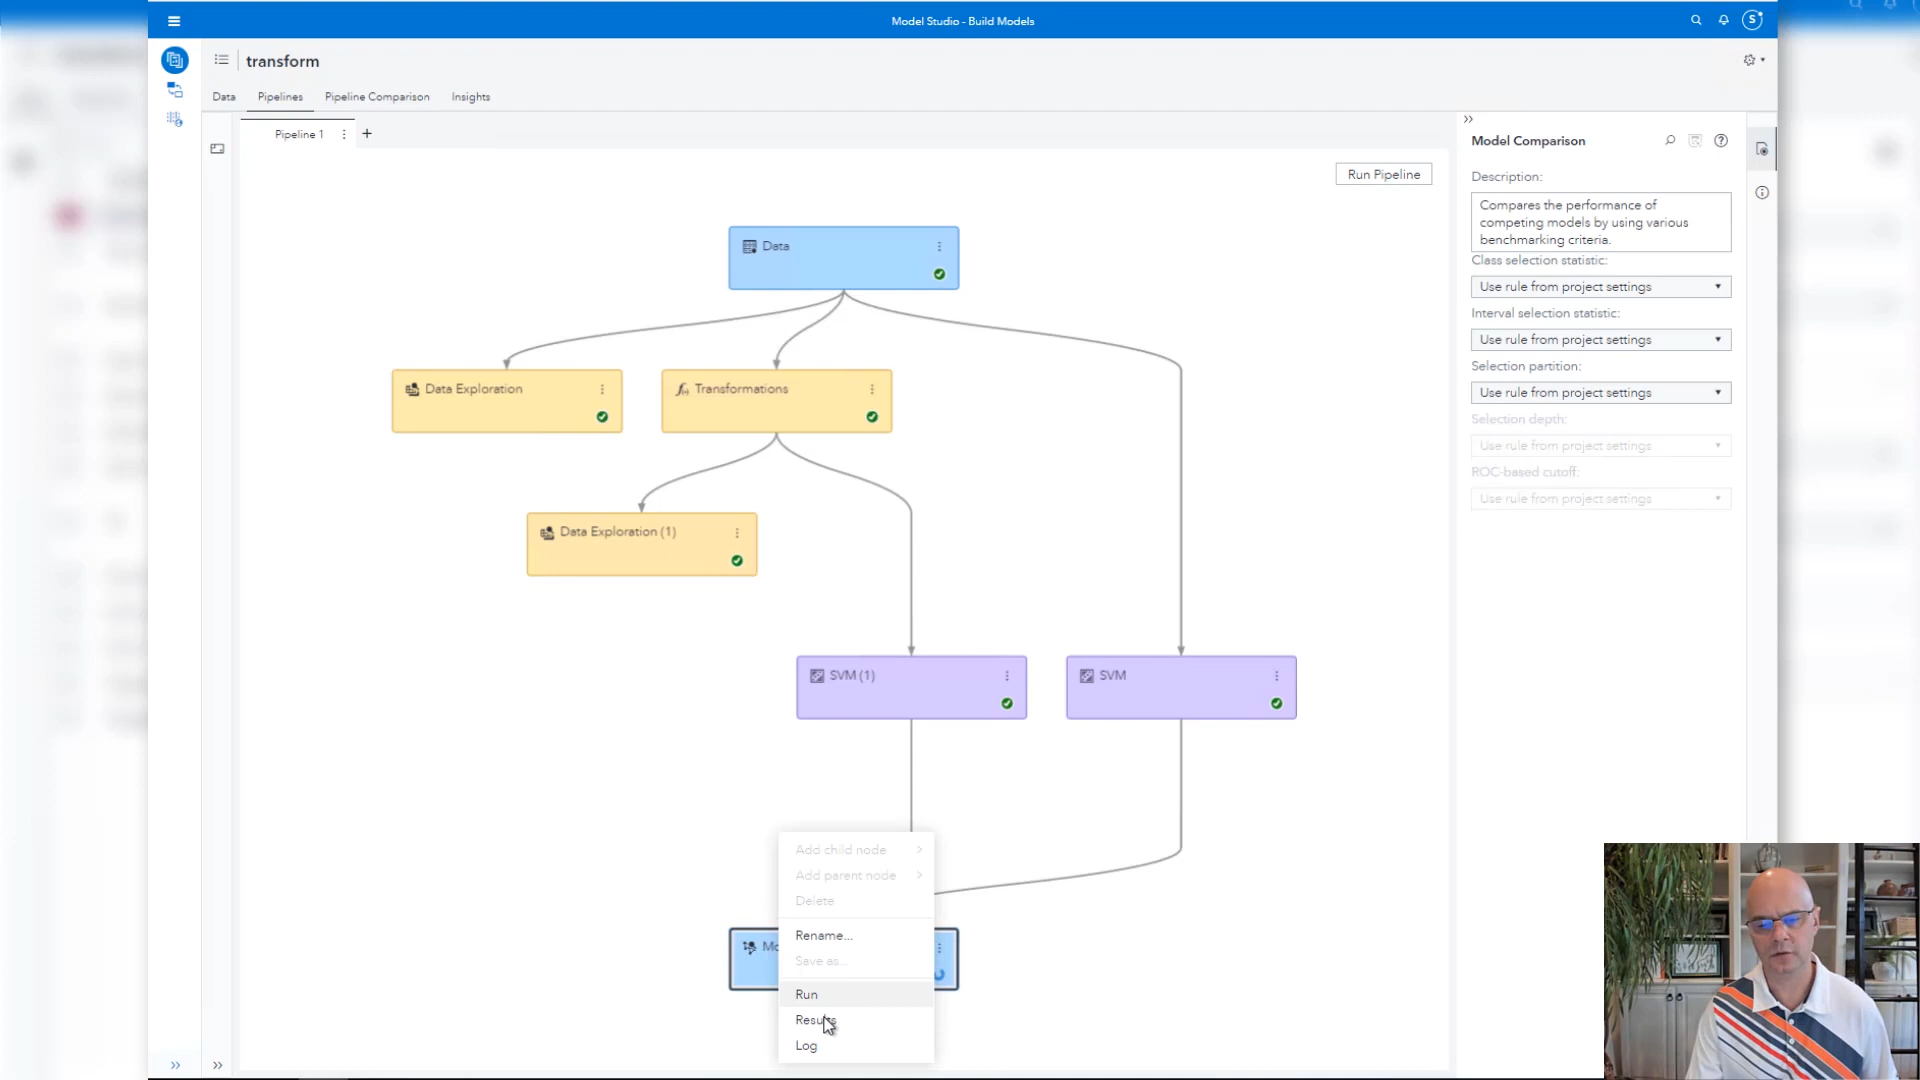 Model Studio - Build Models
S
transform
Data
Pipelines
Pipeline Comparison
Insights
Pipeline 1
Run Pipeline
Model Comparison
Description:
Compares the performance of
competing models by using various
benchmarking criteria.
Class selection statistic:
Use rule from project settings
Interval selection statistic:
Use rule from project settings
Selection partition:
Use rule from project settings
Selection depth:
Use rule from project settings
ROC-based cutoff:
Use rule from project settings
Data
Data Exploration
Transformations
Data Exploration (1)
SVM (1)
SVM
Add child node
Add parent node
Delete
Rename...
Save as...
Run
Results
Log